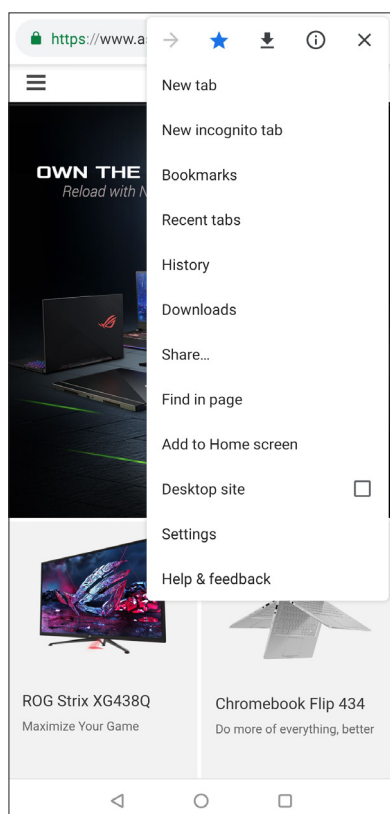 https://www.a
New tab
New incognito tab
Bookmarks
Recent tabs
History
Downloads
Share...
Find in page
Add to Home screen
Desktop site
Settings
Help & feedback
OWN THE
Reload with N
ROG Strix XG438Q
Maximize Your Game
Chromebook Flip 434
Do more of everything, better